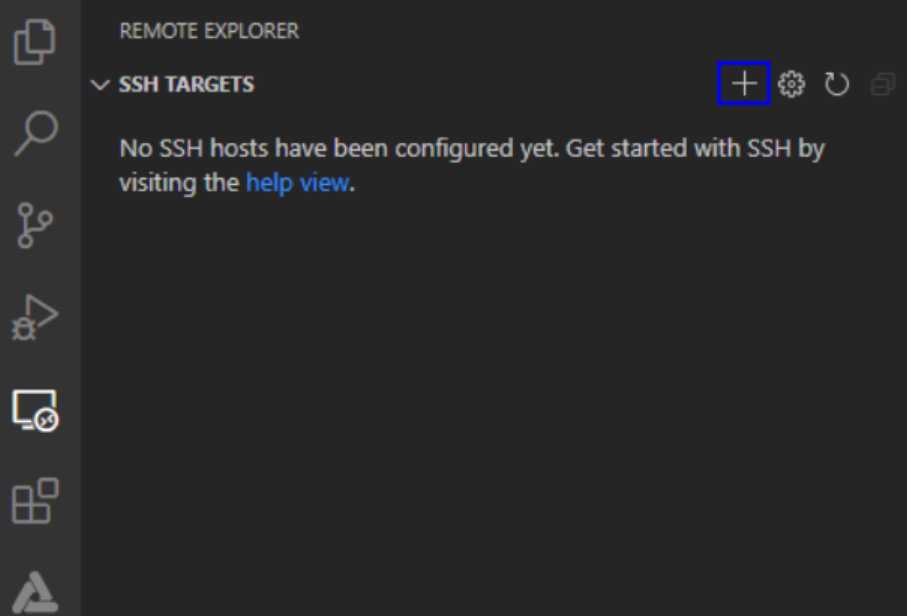 REMOTE EXPLORER
SSH TARGETS
No SSH hosts have been configured yet. Get started with SSH by
visiting the help view.